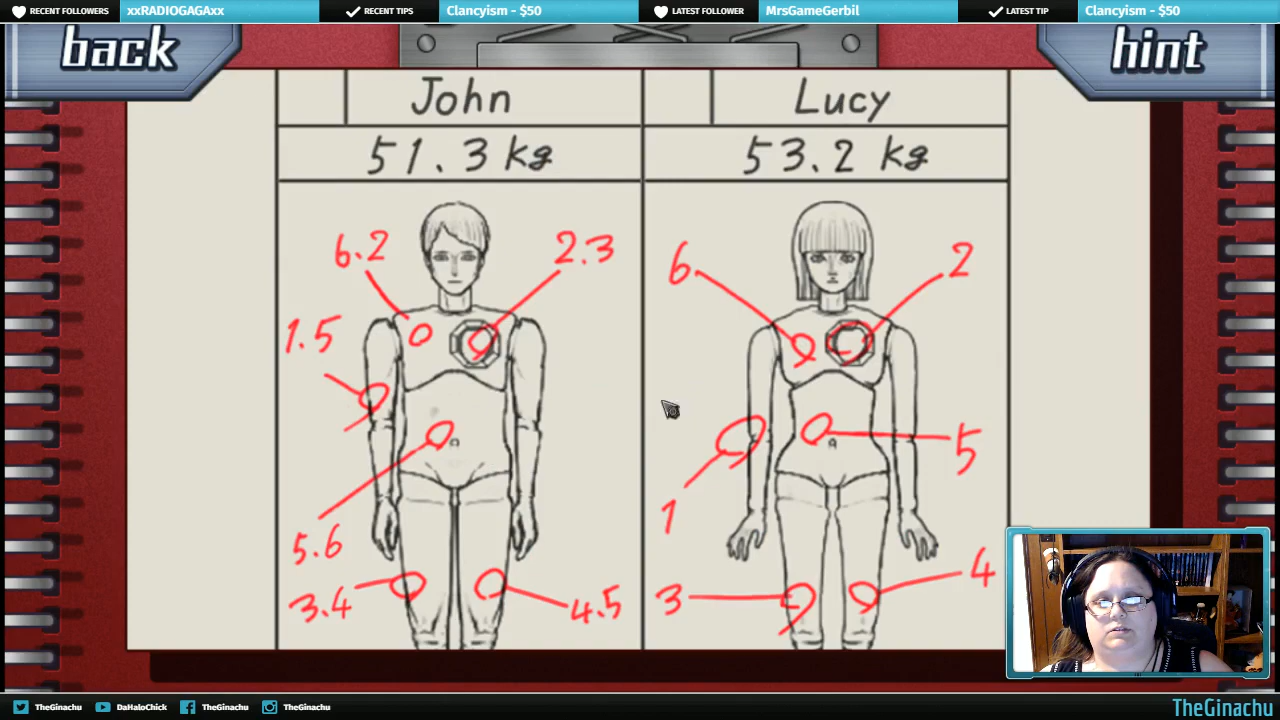 RECENT FOLLOWERS xxRADIOGAGAxx RECENT TIPS Clancyism - $50 LATEST FOLLOWER MrsGameGerbil LATEST TIP Clancyism - $50
back
hint
John Lucy
51.3 kg 53.2 kg
6.2 2.3 6 2
1.5
5
1
5.6
3.4 4.5 3 4
TheGinachu DaHaloChick TheGinachu TheGinachu TheGinachu